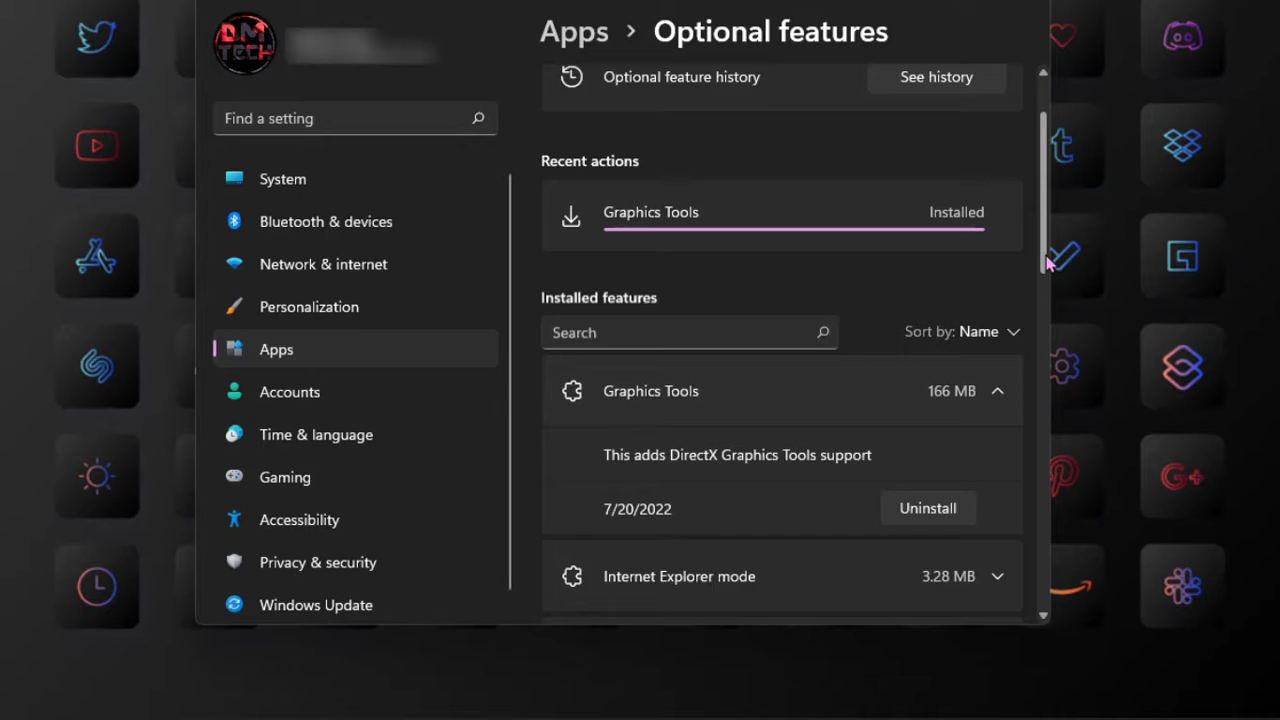 DM
TECH
Apps > Optional features
Optional feature history See history
Find a setting
Recent actions
System
Graphics Tools Installed
Bluetooth & devices
Network & internet
Installed features
Personalization
Search Sort by: Name
Apps
Graphics Tools 166 MB
Accounts
Time & language
This adds DirectX Graphics Tools support
Gaming
7/20/2022 Uninstall
Accessibility
Internet Explorer mode 3.28 MB
Privacy & security
Windows Update